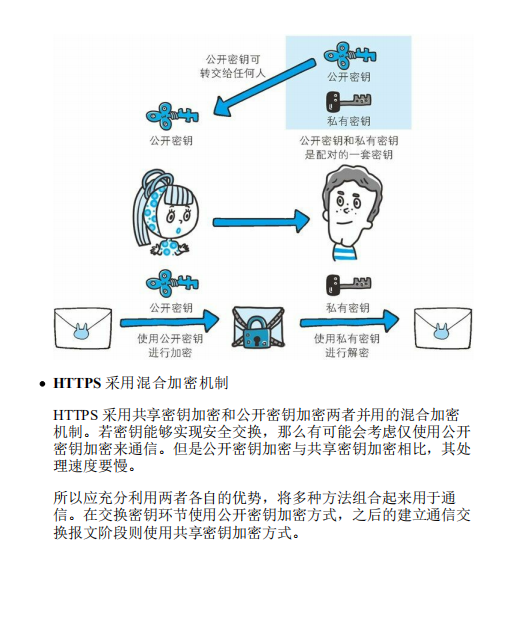 公开密钥可
转交给任何人
公开密钥
私有密钥
公开密钥
公开密钥和私有密钥
是配对的一套密钥
公开密钥
私有密钥
使用公开密钥
进行加密
使用私有密钥
进行解密
● HTTPS 采用混合加密机制
HTTPS 采用共享密钥加密和公开密钥加密两者并用的混合加密
机制。若密钥能够实现安全交换，那么有可能会考虑仅使用公开
密钥加密来通信。但是公开密钥加密与共享密钥加密相比，其处
理速度要慢。
所以应充分利用两者各自的优势，将多种方法组合起来用于通
信。在交换密钥环节使用公开密钥加密方式，之后的建立通信交
换报文阶段则使用共享密钥加密方式。